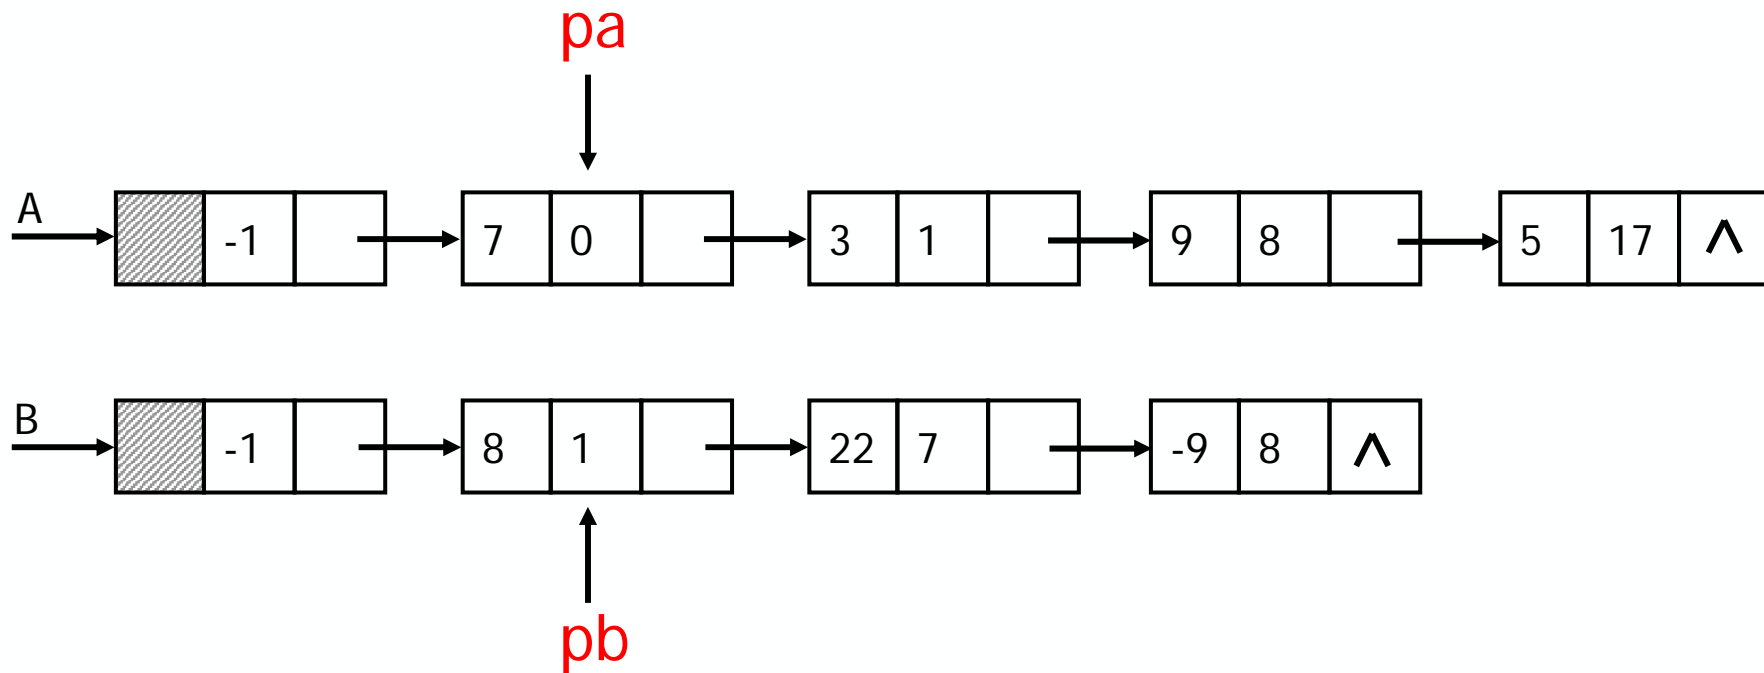 pa
A -1 7 0 3 1 9 8 5 17 ∧
B -1 8 1 22 7 -9 8 ∧
pb